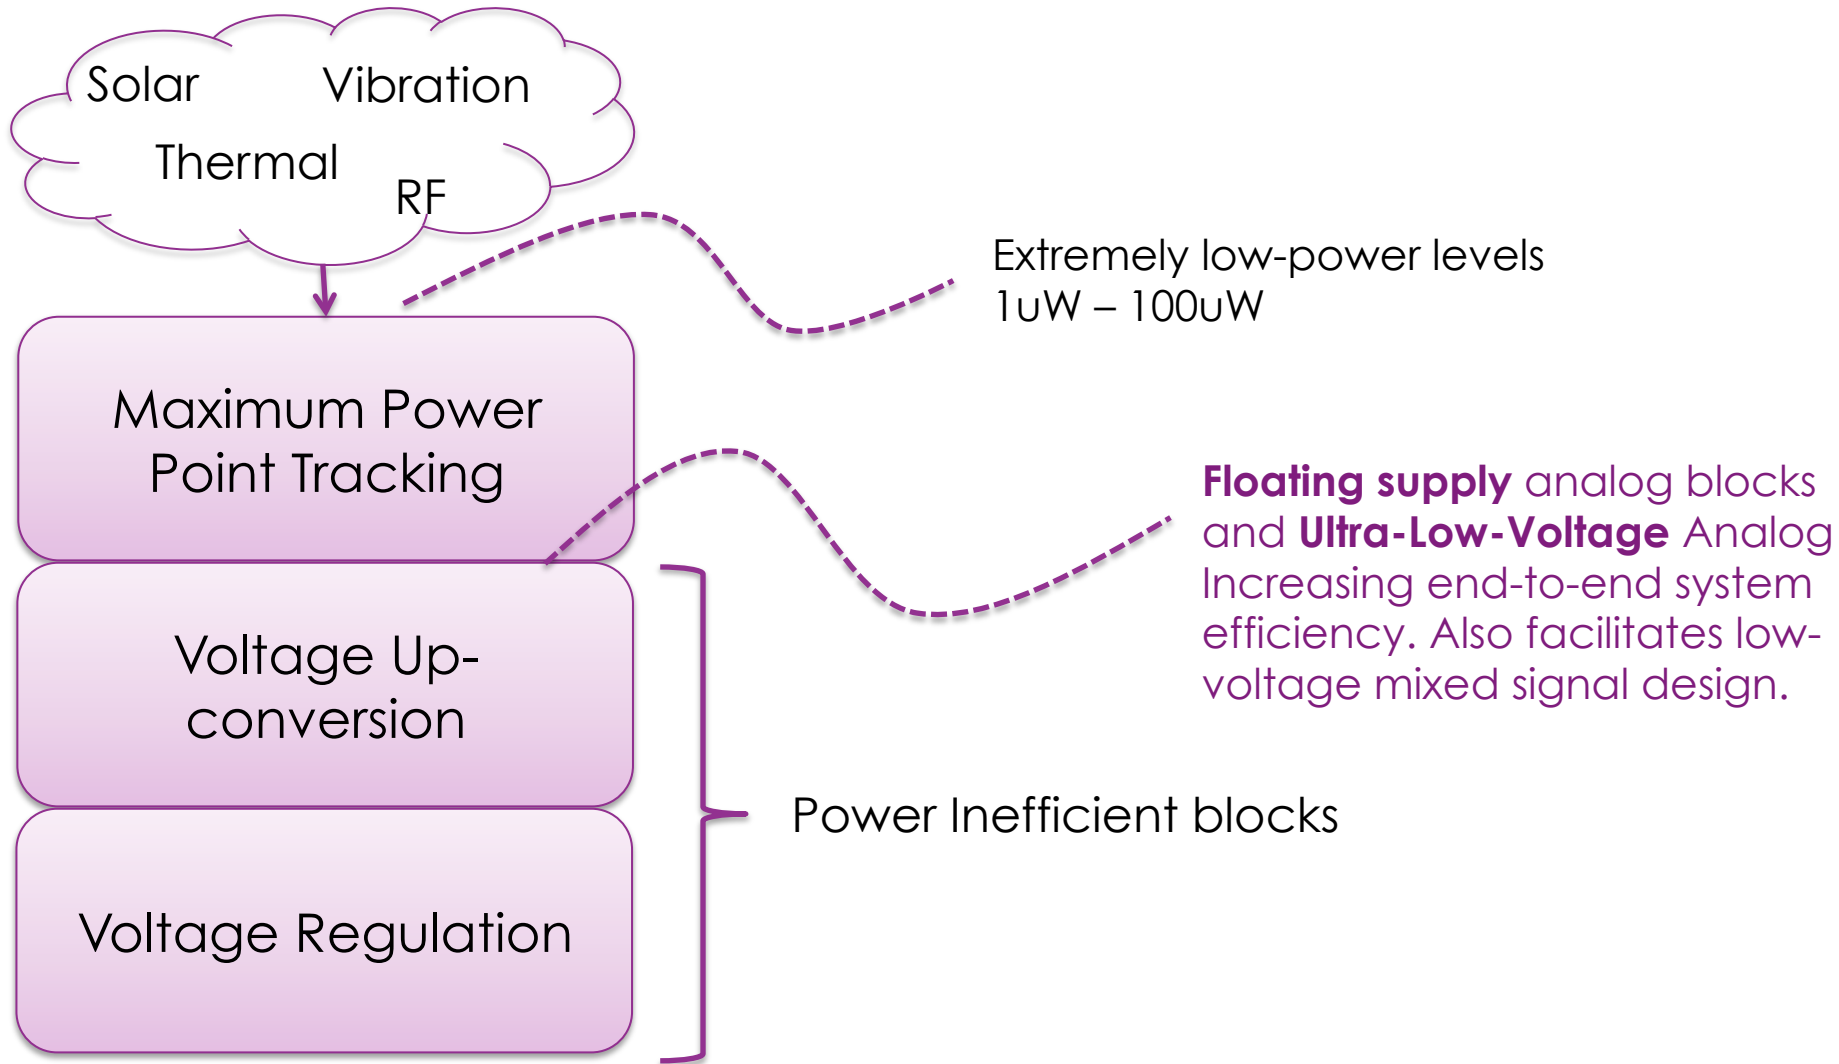 Solar
Vibration
Thermal
RF
Extremely low-power levels
1uW – 100uW
Maximum Power
Point Tracking
Floating supply analog blocks
and Ultra-Low-Voltage Analog
Increasing end-to-end system
efficiency. Also facilitates low-
voltage mixed signal design.
Voltage Up-
conversion
Power Inefficient blocks
Voltage Regulation